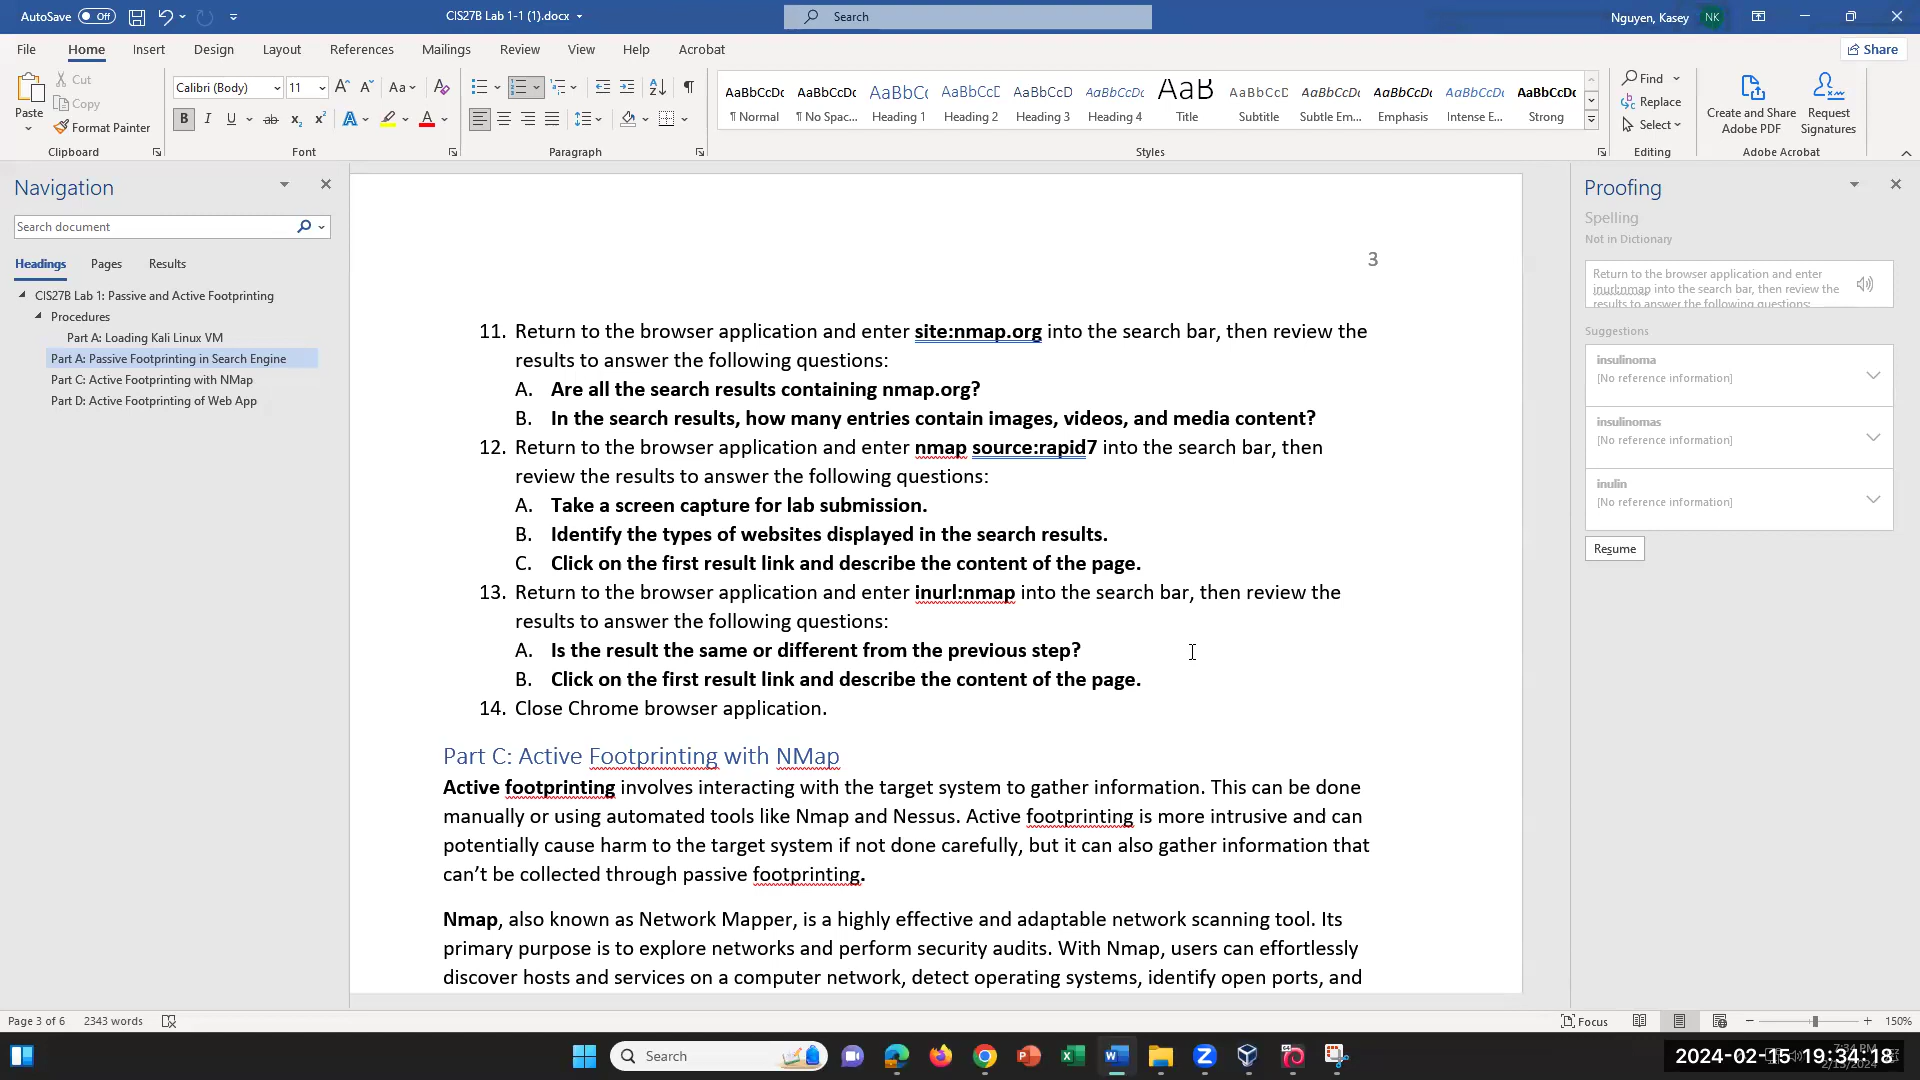 AutoSave Off CIS27B Lab 1-1 (1).docx Search Nguyen, Kasey NK
File Home Insert Design Layout References Mailings Review View Help Acrobat Share
Paste Cut Copy Format Painter
Calibri (Body) 11
AaBbCcDc AaBbCcDc AaBbCc AaBbCcD AaBbCcDc AaBbCcDc AaB AaBbCcD AaBbCcDc AaBbCcDc AaBbCcDc AaBbCcDc
¶ Normal ¶ No Spac... Heading 1 Heading 2 Heading 3 Heading 4 Title Subtitle Subtle Em... Emphasis Intense E... Strong
Find Replace Select
Create and Share Adobe PDF Request Signatures
Clipboard Font Paragraph Styles Editing Adobe Acrobat
Navigation
Search document
Headings Pages Results
CIS27B Lab 1: Passive and Active Footprinting
Procedures
Part A: Loading Kali Linux VM
Part A: Passive Footprinting in Search Engine
Part C: Active Footprinting with NMap
Part D: Active Footprinting of Web App
3
11. Return to the browser application and enter site:nmap.org into the search bar, then review the
results to answer the following questions:
A. Are all the search results containing nmap.org?
B. In the search results, how many entries contain images, videos, and media content?
12. Return to the browser application and enter nmap source:rapid7 into the search bar, then
review the results to answer the following questions:
A. Take a screen capture for lab submission.
B. Identify the types of websites displayed in the search results.
C. Click on the first result link and describe the content of the page.
13. Return to the browser application and enter inurl:nmap into the search bar, then review the
results to answer the following questions:
A. Is the result the same or different from the previous step?
B. Click on the first result link and describe the content of the page.
14. Close Chrome browser application.
Part C: Active Footprinting with NMap
Active footprinting involves interacting with the target system to gather information. This can be done
manually or using automated tools like Nmap and Nessus. Active footprinting is more intrusive and can
potentially cause harm to the target system if not done carefully, but it can also gather information that
can't be collected through passive footprinting.
Nmap, also known as Network Mapper, is a highly effective and adaptable network scanning tool. Its
primary purpose is to explore networks and perform security audits. With Nmap, users can effortlessly
discover hosts and services on a computer network, detect operating systems, identify open ports, and
Proofing
Spelling
Not in Dictionary
Return to the browser application and enter
inurl:nmap into the search bar, then review the
results to answer the following questions:
Suggestions
insulinoma
[No reference information]
insulinomas
[No reference information]
inulin
[No reference information]
Resume
Page 3 of 6 2343 words Focus 150%
Search
2024-02-15 19:34:18